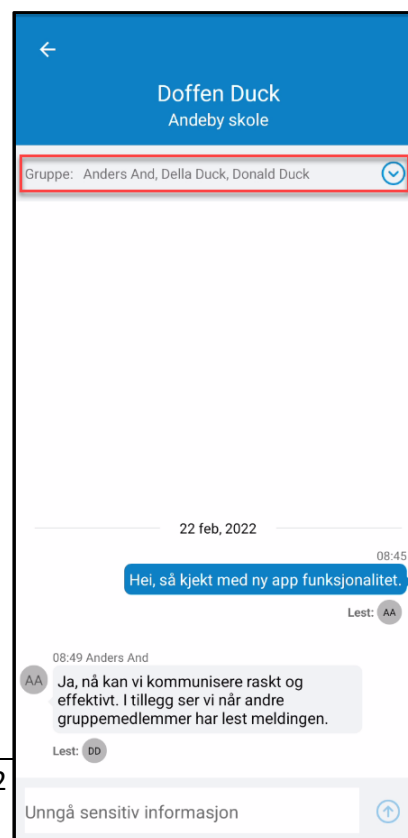 Doffen Duck
Andeby skole
Gruppe: Anders And, Della Duck, Donald Duck
22 feb, 2022
08:45
Hei, så kjekt med ny app funksjonalitet.
Lest: AA
08:49 Anders And
AA
Ja, nå kan vi kommunisere raskt og
effektivt. I tillegg ser vi når andre
gruppemedlemmer har lest meldingen.
Lest: DD
2
Unngå sensitiv informasjon